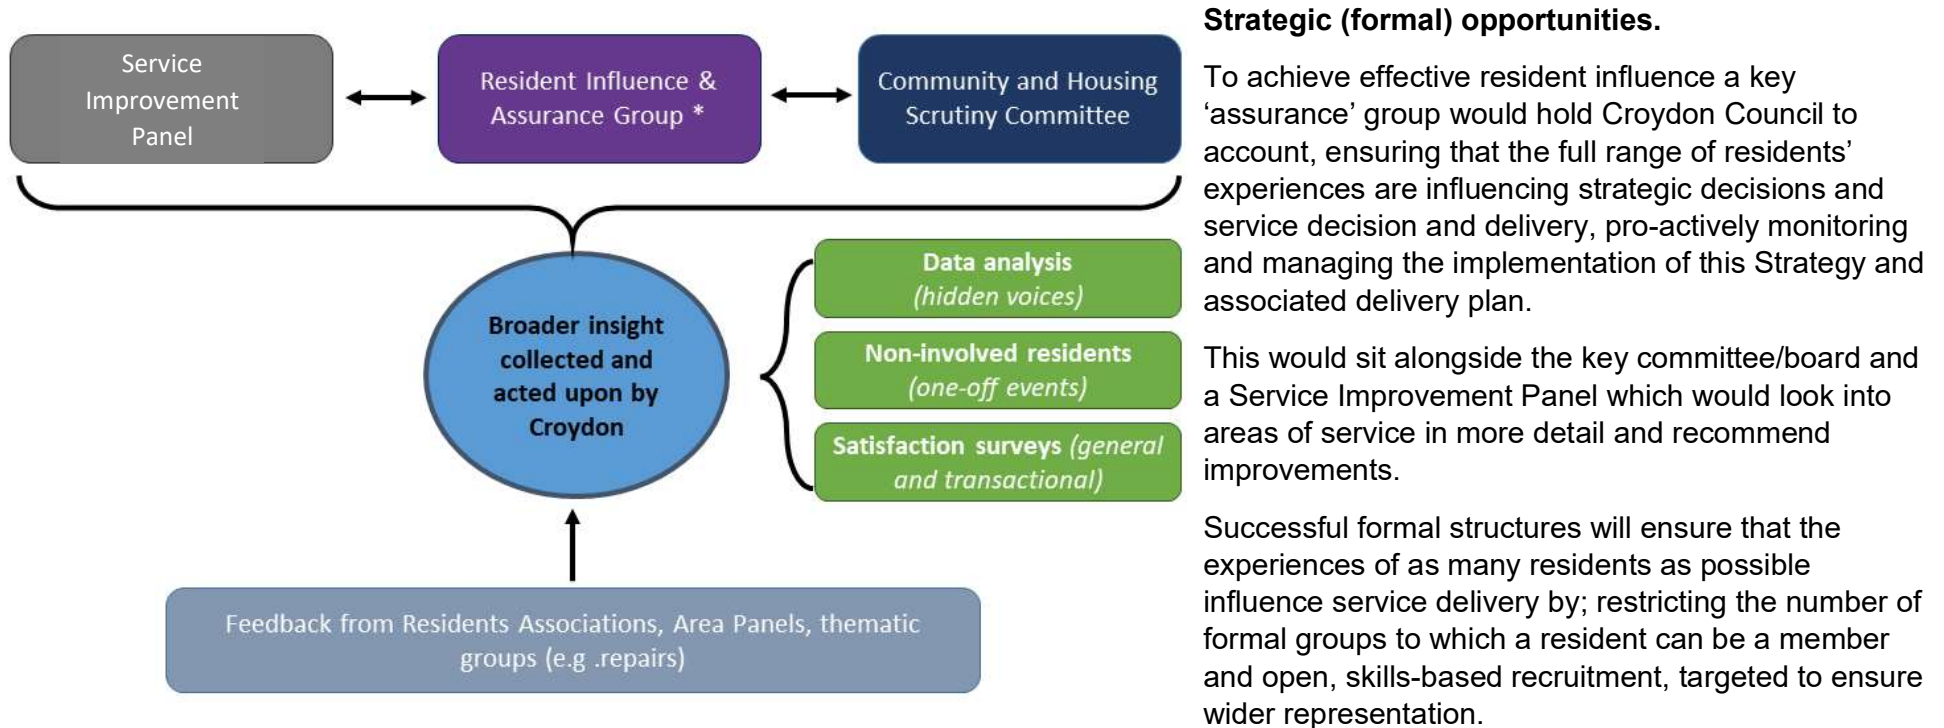 Service
Improvement
Panel
Resident Influence &
Assurance Group *
Community and Housing
Scrutiny Committee
Broader insight
collected and
acted upon by
Croydon
Data analysis
(hidden voices)
Non-involved residents
(one-off events)
Satisfaction surveys (general
and transactional)
Feedback from Residents Associations, Area Panels, thematic
groups (e.g .repairs)
Strategic (formal) opportunities.
To achieve effective resident influence a key
‘assurance’ group would hold Croydon Council to
account, ensuring that the full range of residents’
experiences are influencing strategic decisions and
service decision and delivery, pro-actively monitoring
and managing the implementation of this Strategy and
associated delivery plan.
This would sit alongside the key committee/board and
a Service Improvement Panel which would look into
areas of service in more detail and recommend
improvements.
Successful formal structures will ensure that the
experiences of as many residents as possible
influence service delivery by; restricting the number of
formal groups to which a resident can be a member
and open, skills-based recruitment, targeted to ensure
wider representation.